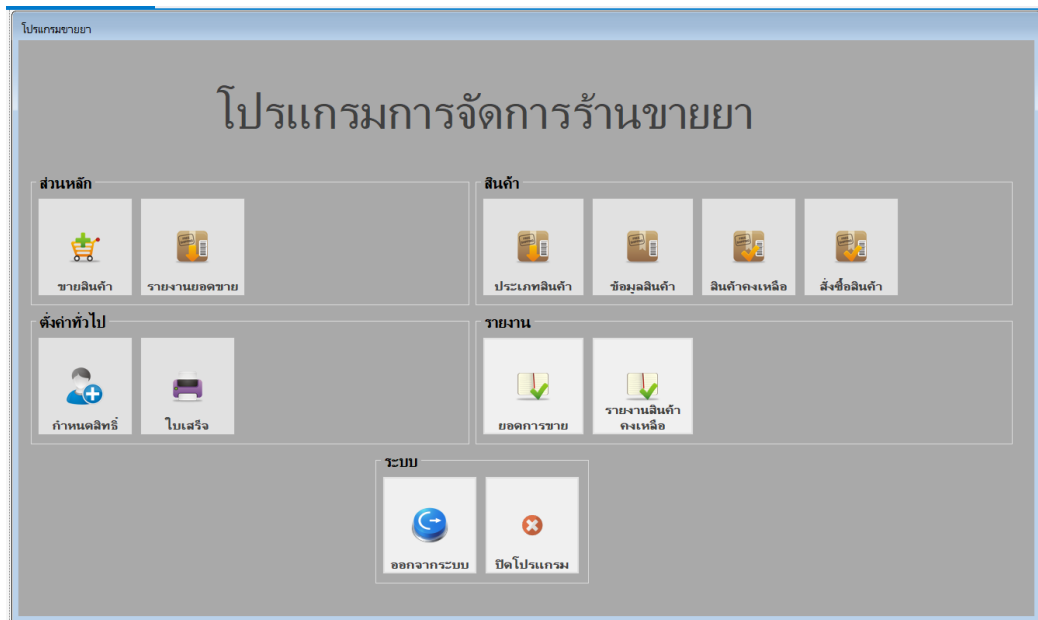 โปรแกรมขายยา
โปรแกรมการจัดการร้านขายยา
ส่วนหลัก
ขายสินค้า
รายงานยอดขาย
สินค้า
ประเภทสินค้า
ข้อมูลสินค้า
สินค้าคงเหลือ
สั่งซื้อสินค้า
ตั่งค่าทั่วไป
กำหนดสิทธิ์
ใบเสร็จ
รายงาน
ยอดการขาย
รายงานสินค้า
คงเหลือ
ระบบ
ออกจากระบบ
ปิดโปรแกรม